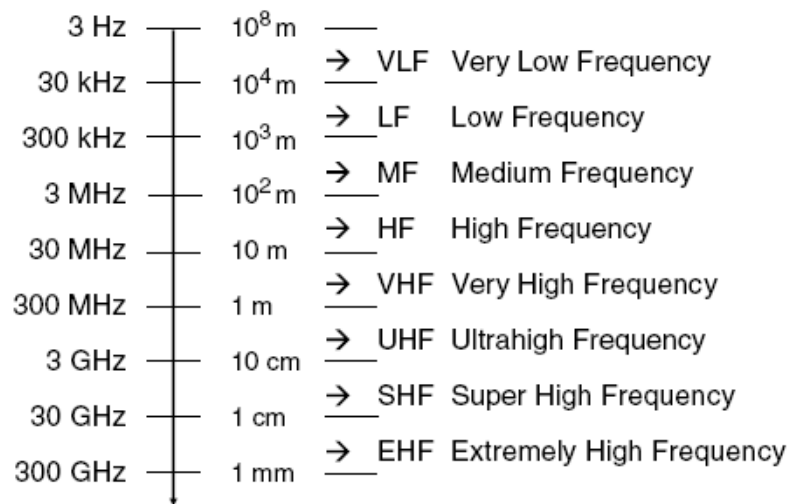 3 Hz 10⁸ m
→ VLF Very Low Frequency
30 kHz 10⁴ m
→ LF Low Frequency
300 kHz 10³ m
→ MF Medium Frequency
3 MHz 10² m
→ HF High Frequency
30 MHz 10 m
→ VHF Very High Frequency
300 MHz 1 m
→ UHF Ultrahigh Frequency
3 GHz 10 cm
→ SHF Super High Frequency
30 GHz 1 cm
→ EHF Extremely High Frequency
300 GHz 1 mm